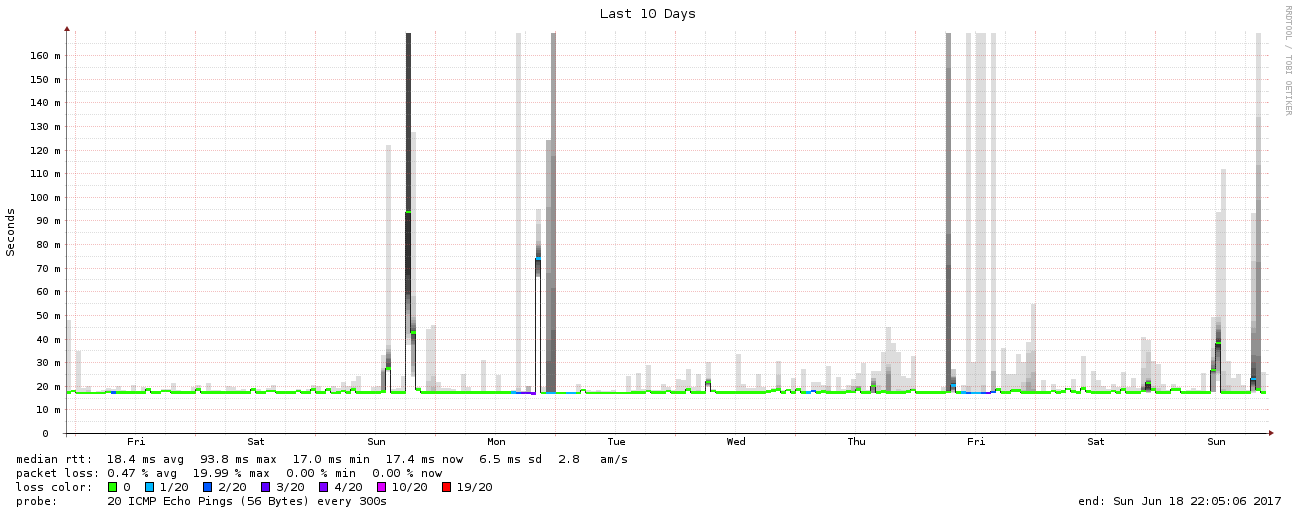 Last 10 Days
RRDTOOL / TOBI OETIKER
Seconds
160 m
150 m
140 m
130 m
120 m
110 m
100 m
90 m
80 m
70 m
60 m
50 m
40 m
30 m
20 m
10 m
0
Fri Sat Sun Mon Tue Wed Thu Fri Sat Sun
median rtt: 18.4 ms avg 93.8 ms max 17.0 ms min 17.4 ms now 6.5 ms sd 2.8 am/s
packet loss: 0.47 % avg 19.99 % max 0.00 % min 0.00 % now
loss color: 0 1/20 2/20 3/20 4/20 10/20 19/20
probe: 20 ICMP Echo Pings (56 Bytes) every 300s end: Sun Jun 18 22:05:06 2017